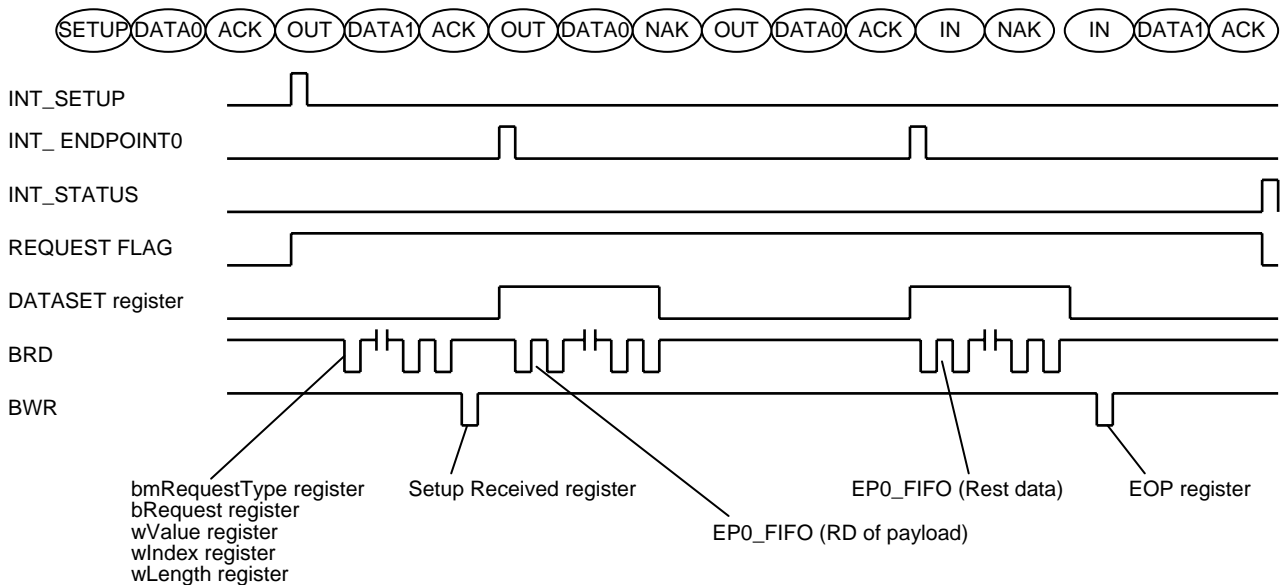 SETUP DATA0 ACK OUT DATA1 ACK OUT DATA0 NAK OUT DATA0 ACK IN NAK IN DATA1 ACK
INT_SETUP
INT_ ENDPOINT0
INT_STATUS
REQUEST FLAG
DATASET register
BRD
BWR
bmRequestType register
bRequest register
wValue register
wIndex register
wLength register
Setup Received register
EP0_FIFO (RD of payload)
EP0_FIFO (Rest data)
EOP register